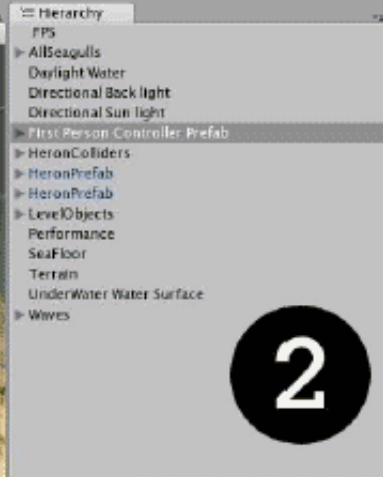 Hierarchy
FPS
AllSeagulls
Daylight Water
Directional Back light
Directional Sun light
First Person Controller Prefab
HeronColliders
HeronPrefab
HeronPrefab
LevelObjects
Performance
SeaFloor
Terrain
UnderWater Water Surface
Waves
2